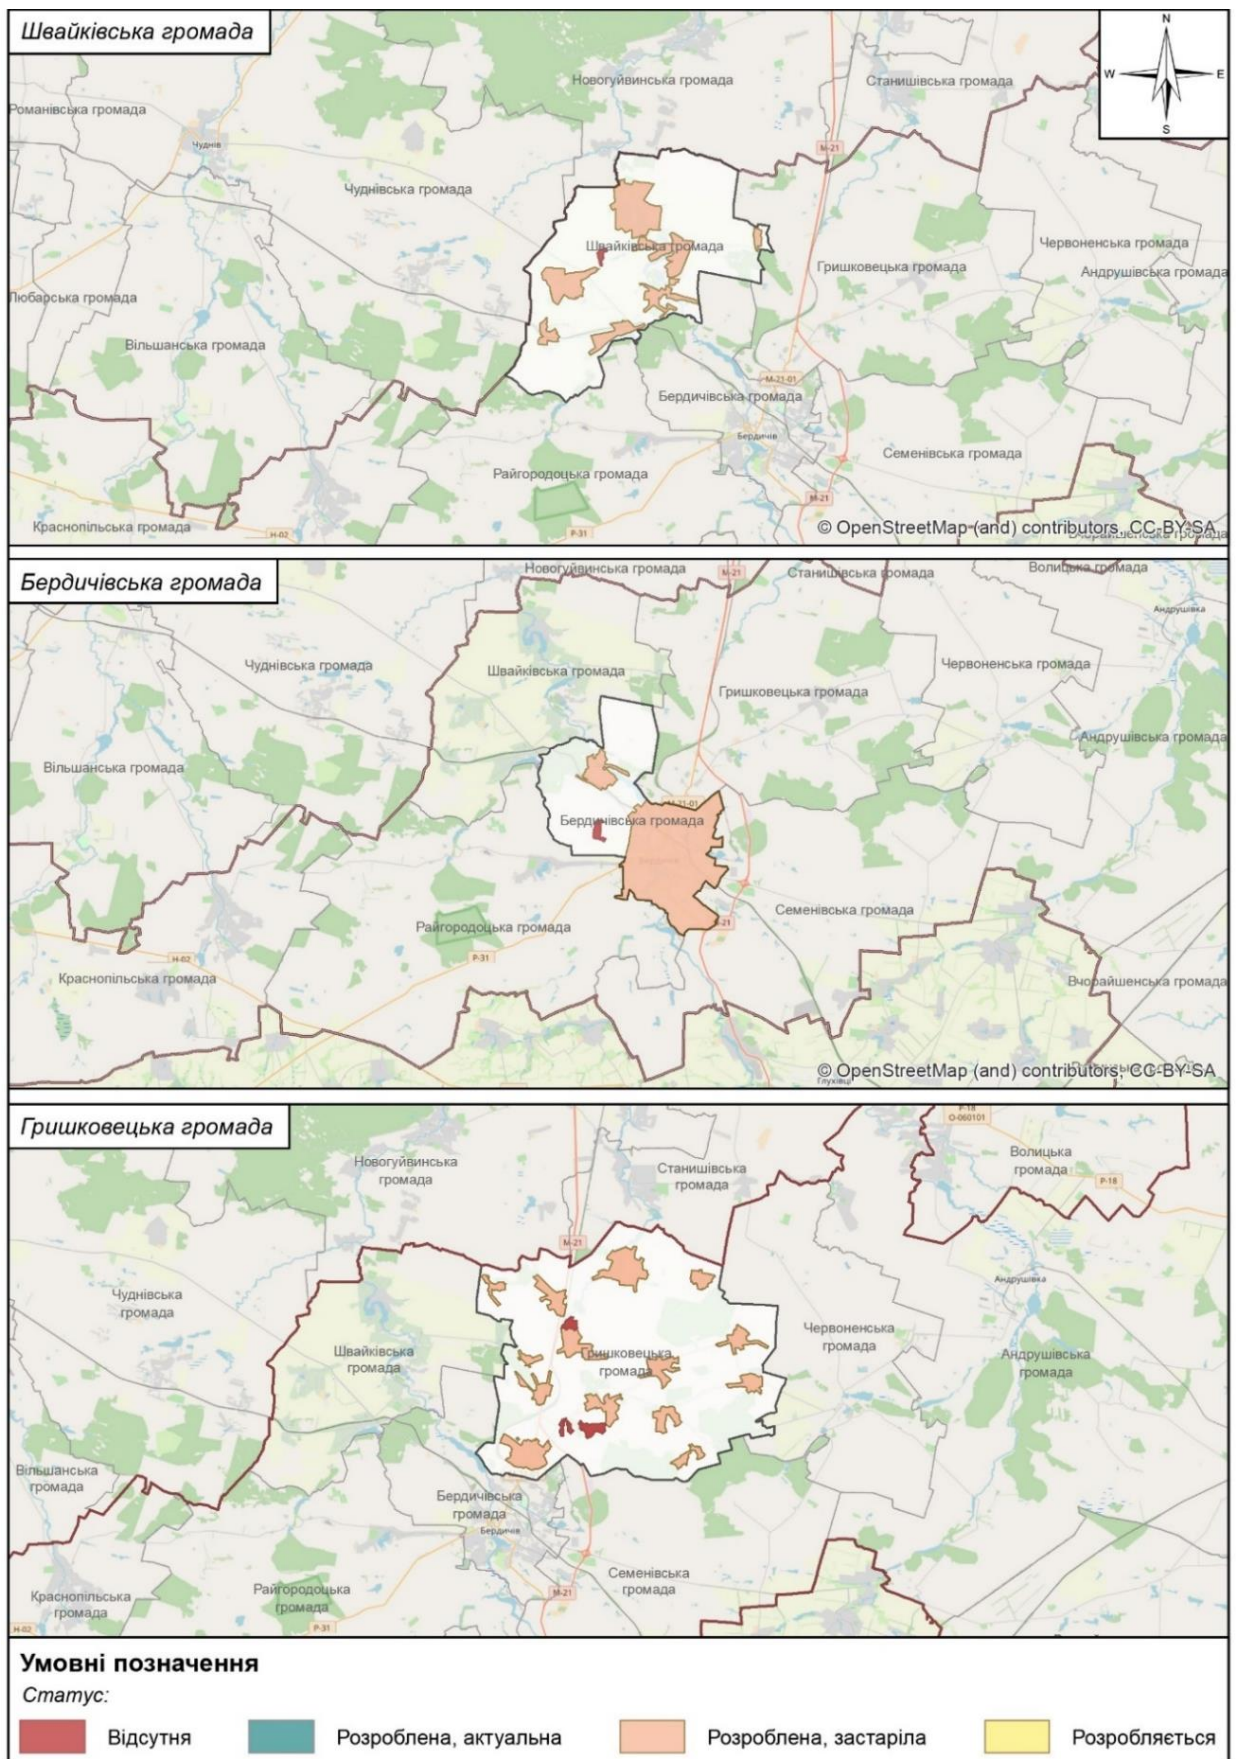 Швайківська громада
N
W E
S
Новогуйвинська громада
Станишівська громада
Романівська громада
Чуднів
М-21
Чуднівська громада
Швайківська громада
Червоненська громада
Гришковецька громада
Андрушівська громада
Любарська громада
Вільшанська громада
М-21-01
Бердичівська громада
Бердичів
Семенівська громада
Райгородоцька громада
М-21
Краснопільська громада
Н-02
Р-31
© OpenStreetMap (and) contributors, CC-BY-SA
Бердичівська громада
Новогуйвинська громада
М-21
Станишівська громада
Волицька громада
Андрушівка
Чуднівська громада
Швайківська громада
Червоненська громада
Гришковецька громада
Андрушівська громада
Вільшанська громада
М-21-01
Бердичівська громада
Семенівська громада
Райгородоцька громада
Н-02
Р-31
Краснопільська громада
Вчорайшенська громада
© OpenStreetMap (and) contributors, CC-BY-SA
Глухівці
Гришковецька громада
Р-18
О-060101
Новогуйвинська
громада
Станишівська
громада
Волицька
громада
Р-18
М-21
Андрушівка
Чуднівська
громада
Червоненська
громада
Швайківська
громада
Гришковецька
громада
Андрушівська
громада
Вільшанська
громада
Бердичівська
громада
Бердичів
Семенівська
громада
Райгородоцька
громада
Краснопільська
громада
М-21
Н-02
Р-31
Умовні позначення
Статус:
Відсутня Розроблена, актуальна Розроблена, застаріла Розробляється